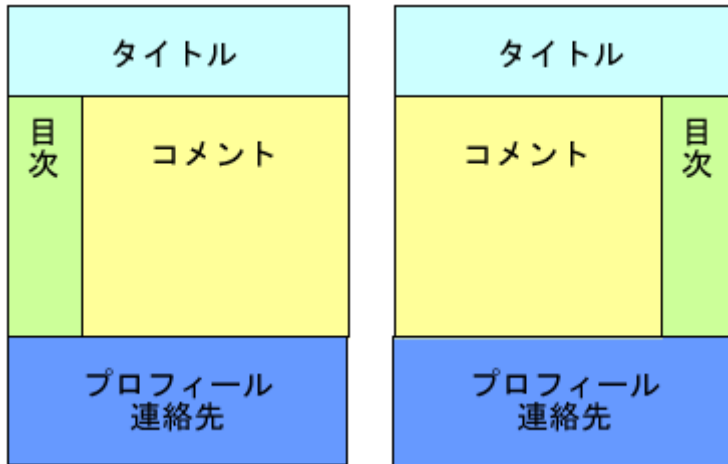 タイトル
目次
コメント
プロフィール
連絡先
タイトル
コメント
目次
プロフィール
連絡先